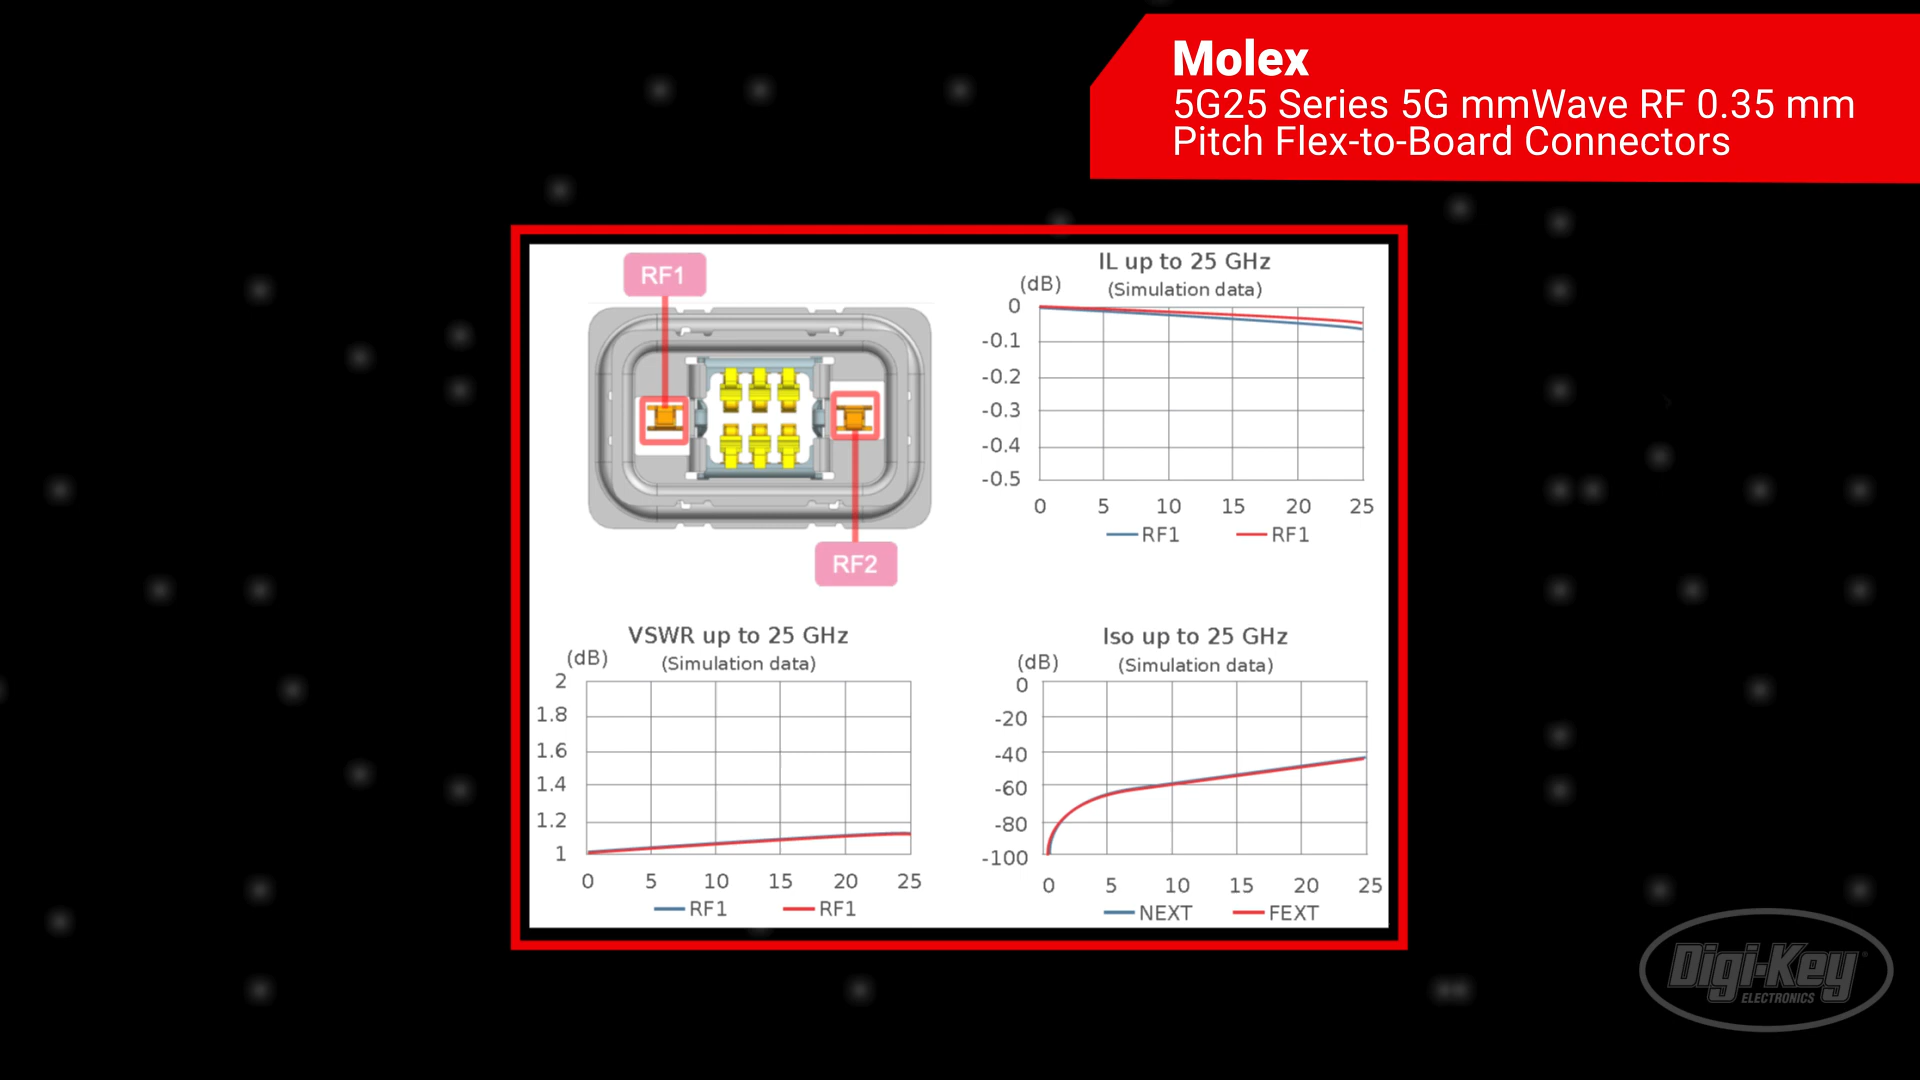 Molex
5G25 Series 5G mmWave RF 0.35 mm
Pitch Flex-to-Board Connectors
RF1
RF2
IL up to 25 GHz
(dB)
(Simulation data)
0
-0.1
-0.2
-0.3
-0.4
-0.5
0 5 10 15 20 25
RF1 RF1
VSWR up to 25 GHz
(dB)
(Simulation data)
2
1.8
1.6
1.4
1.2
1
0 5 10 15 20 25
RF1 RF1
Iso up to 25 GHz
(dB)
(Simulation data)
0
-20
-40
-60
-80
-100
0 5 10 15 20 25
NEXT FEXT
Digi-Key
ELECTRONICS